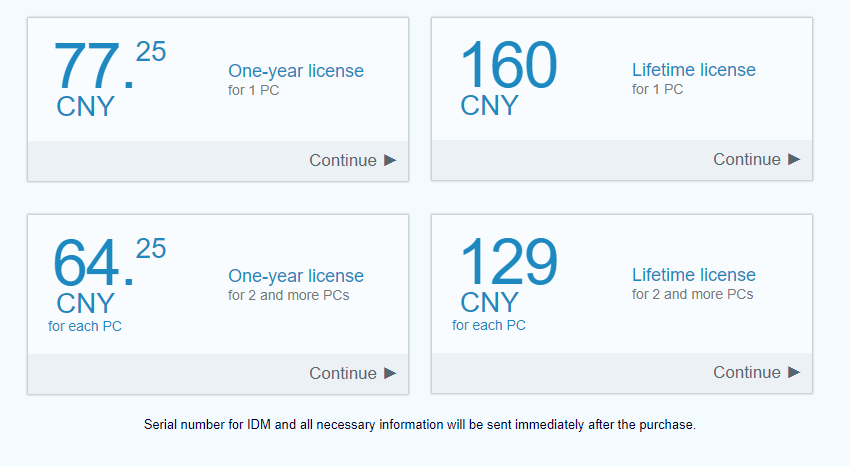 77.25
CNY
One-year license
for 1 PC
Continue ▶
160
CNY
Lifetime license
for 1 PC
Continue ▶
64.25
CNY
for each PC
One-year license
for 2 and more PCs
Continue ▶
129
CNY
for each PC
Lifetime license
for 2 and more PCs
Continue ▶
Serial number for IDM and all necessary information will be sent immediately after the purchase.